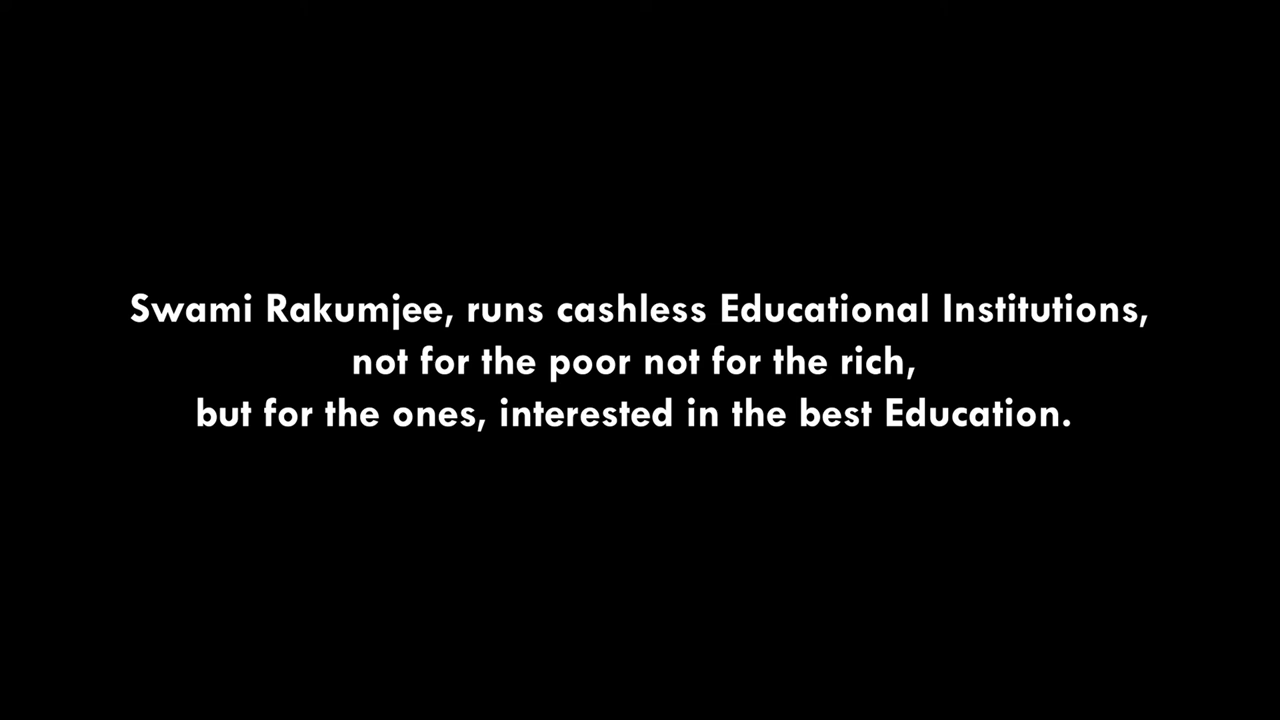 Swami Rakumjee, runs cashless Educational Institutions,
not for the poor not for the rich,
but for the ones, interested in the best Education.